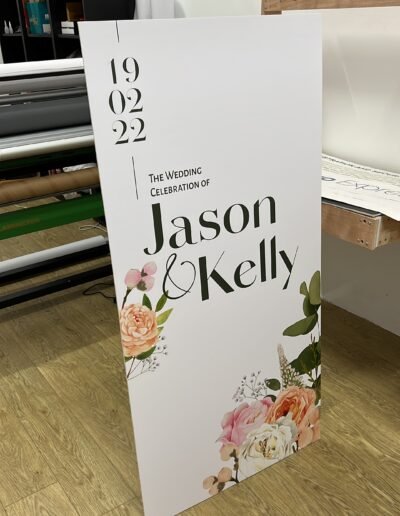 19
02
22
The Wedding
Celebration of
Jason
& Kelly